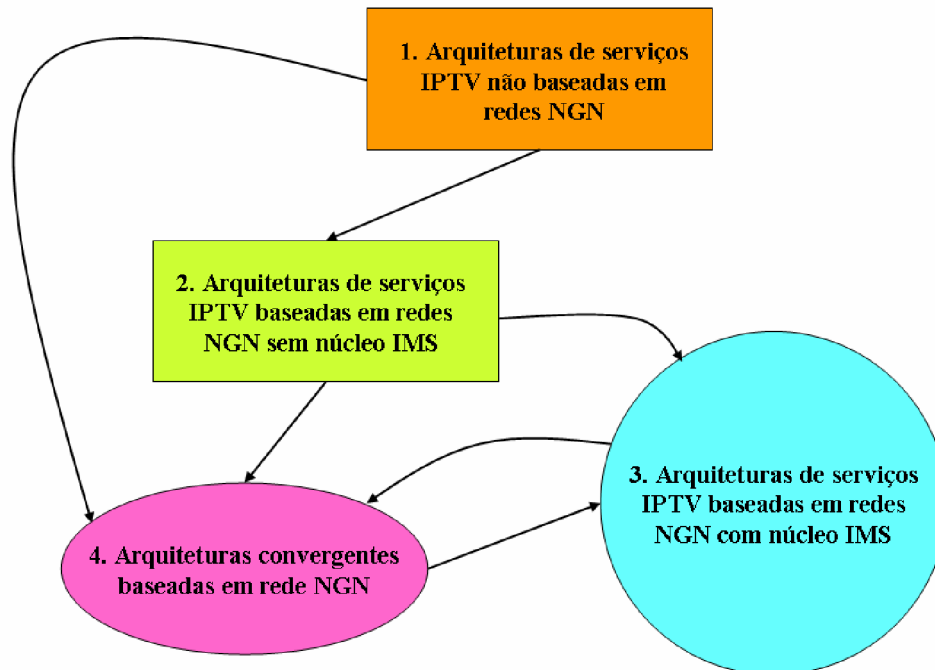 1. Arquiteturas de serviços
IPTV não baseadas em
redes NGN
2. Arquiteturas de serviços
IPTV baseadas em redes
NGN sem núcleo IMS
3. Arquiteturas de serviços
IPTV baseadas em redes
NGN com núcleo IMS
4. Arquiteturas convergentes
baseadas em rede NGN